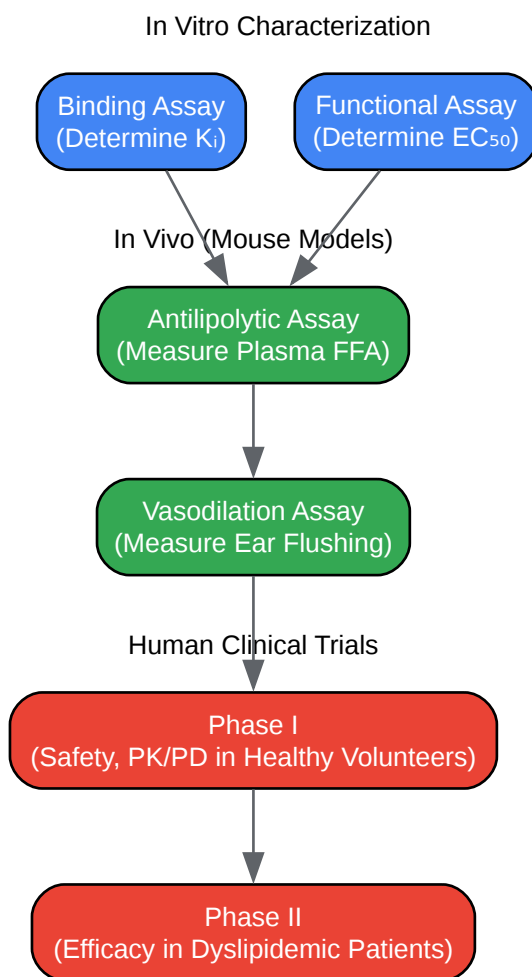 In Vitro Characterization
Binding Assay
(Determine Kᵢ)
Functional Assay
(Determine EC₅₀)
In Vivo (Mouse Models)
Antilipolytic Assay
(Measure Plasma FFA)
Vasodilation Assay
(Measure Ear Flushing)
Human Clinical Trials
Phase I
(Safety, PK/PD in Healthy Volunteers)
Phase II
(Efficacy in Dyslipidemic Patients)